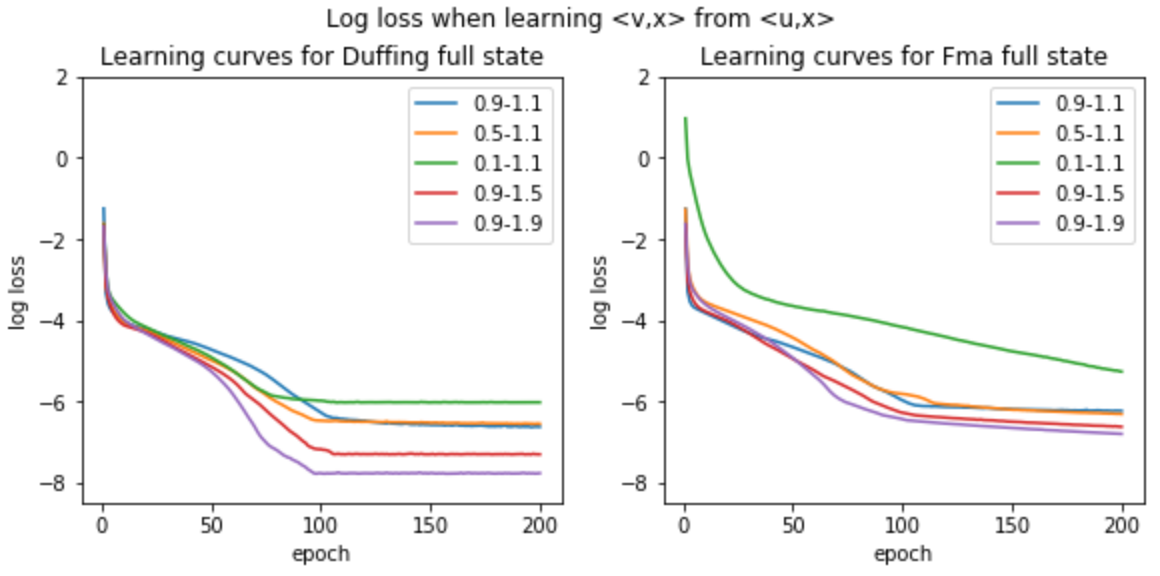 Log loss when learning <v,x> from <u,x>
Learning curves for Duffing full state
2
0
−2
−4
−6
−8
log loss
0 50 100 150 200
epoch
0.9-1.1
0.5-1.1
0.1-1.1
0.9-1.5
0.9-1.9
Learning curves for Fma full state
2
0
−2
−4
−6
−8
log loss
0 50 100 150 200
epoch
0.9-1.1
0.5-1.1
0.1-1.1
0.9-1.5
0.9-1.9